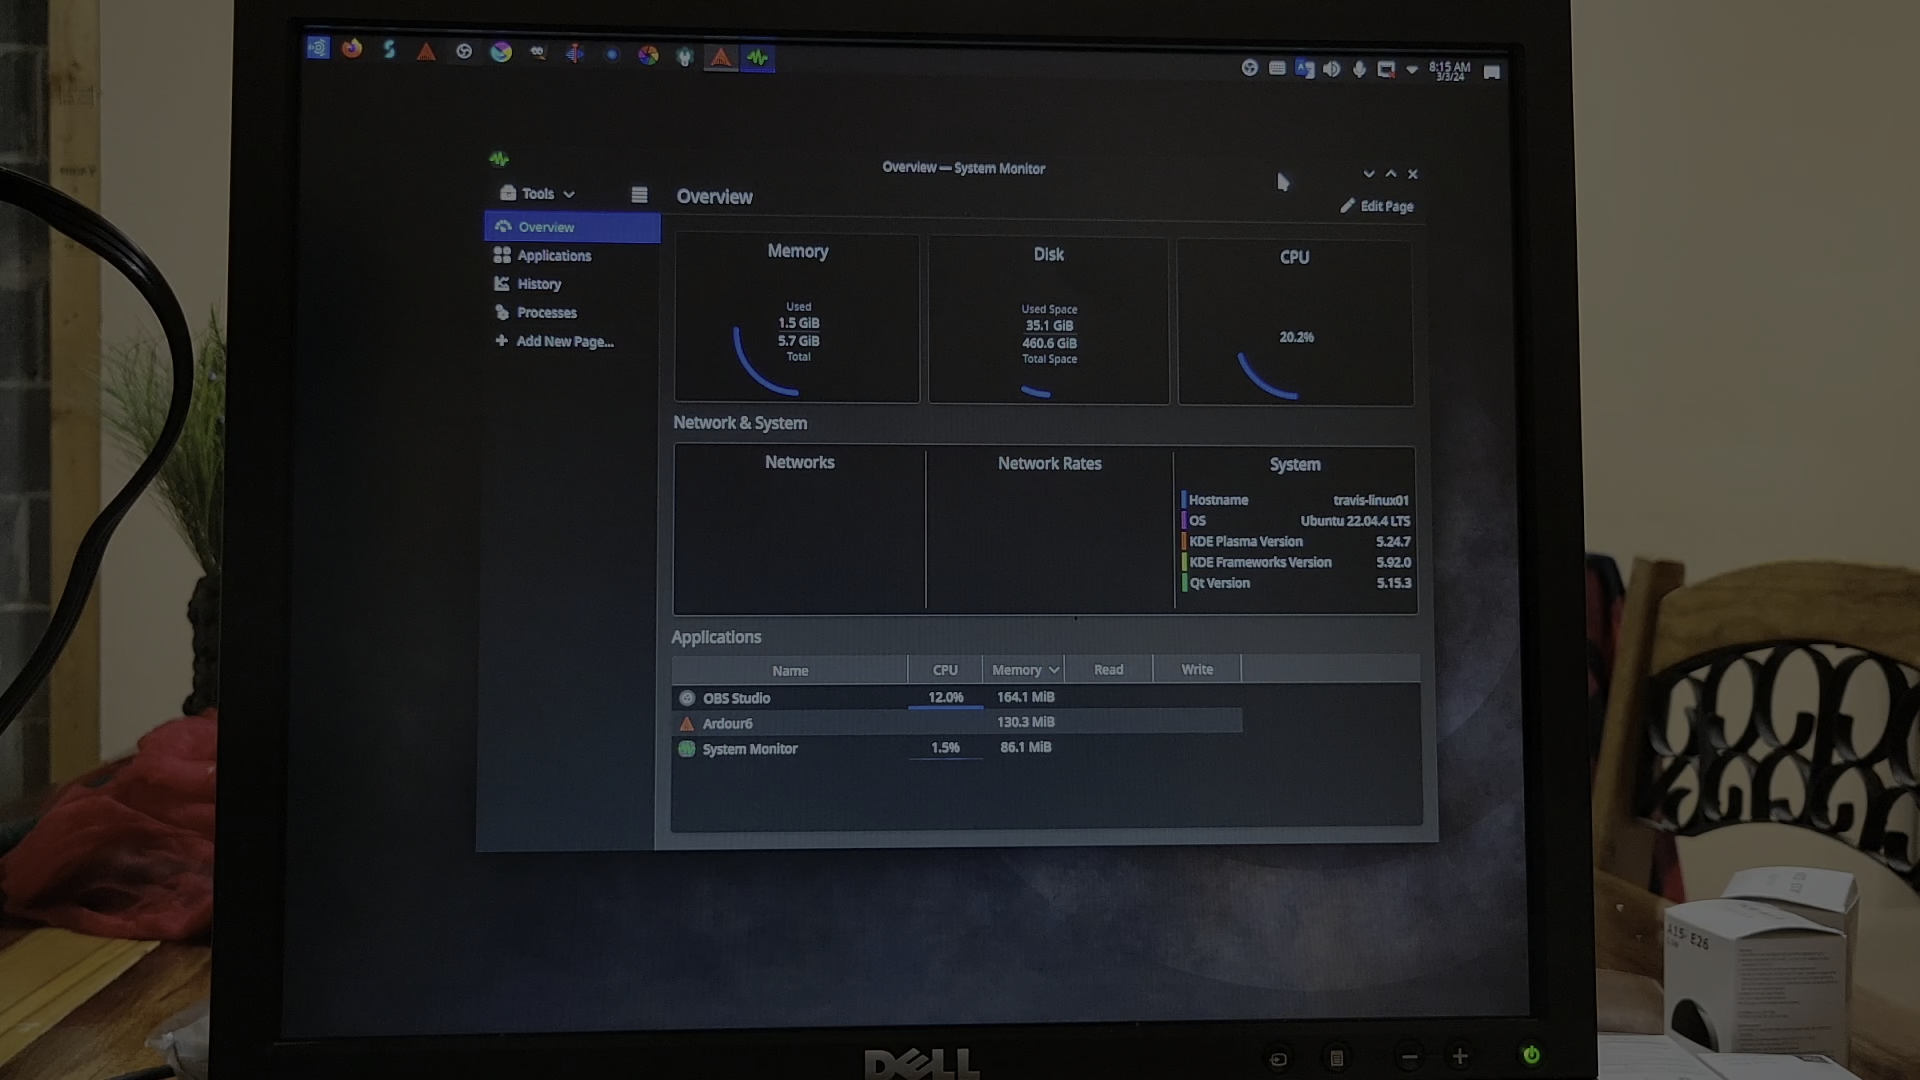 8:15 AM
3/3/24
Overview — System Monitor
Tools
Overview
Edit Page
Overview
Applications
History
Processes
Add New Page...
Memory
Used
1.5 GiB
5.7 GiB
Total
Disk
Used Space
35.1 GiB
460.6 GiB
Total Space
CPU
20.2%
Network & System
Networks
Network Rates
System
Hostname travis-linux01
OS Ubuntu 22.04.4 LTS
KDE Plasma Version 5.24.7
KDE Frameworks Version 5.92.0
Qt Version 5.15.3
Applications
Name CPU Memory Read Write
OBS Studio 12.0% 164.1 MiB
Ardour6 130.3 MiB
System Monitor 1.5% 86.1 MiB
A15- E26
DELL